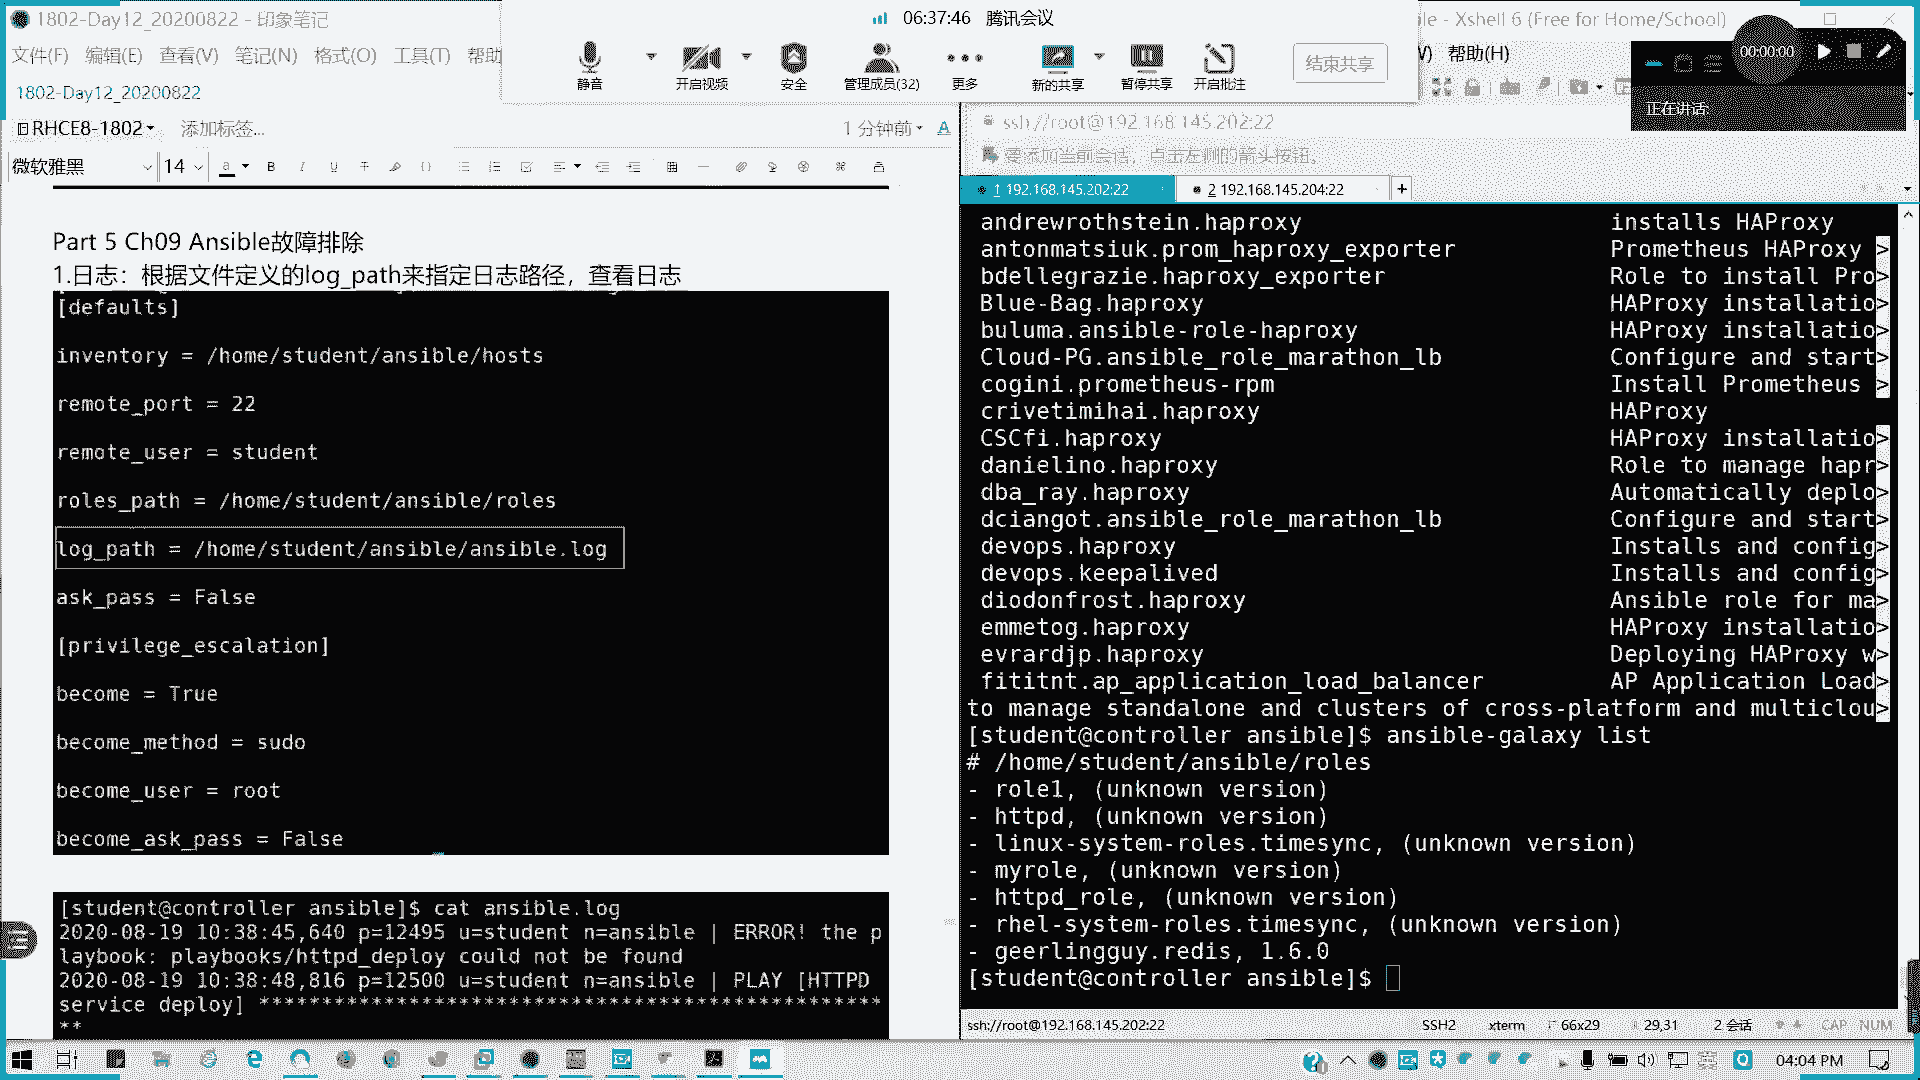 1802-Day12_20200822 - 印象笔记
文件(F) 编辑(E) 查看(V) 笔记(N) 格式(O) 工具(T) 帮助
1802-Day12_20200822
RHCE8-1802 添加标签... 1 分钟前
微软雅黑 14
06:37:46 腾讯会议
静音 开启视频 安全 管理成员(32) 更多 新的共享 暂停共享 开启批注 结束共享
- Xshell 6 (Free for Home/School)
帮助(H)
00:00:00
正在讲话:
ssh://root@192.168.145.202:22
要添加当前会话，点击左侧的箭头按钮。
1 192.168.145.202:22 2 192.168.145.204:22 +
Part 5 Ch09 Ansible故障排除
1.日志：根据文件定义的log_path来指定日志路径，查看日志
[defaults]
inventory = /home/student/ansible/hosts
remote_port = 22
remote_user = student
roles_path = /home/student/ansible/roles
log_path = /home/student/ansible/ansible.log
ask_pass = False
[privilege_escalation]
become = True
become_method = sudo
become_user = root
become_ask_pass = False
[student@controller ansible]$ cat ansible.log
2020-08-19 10:38:45,640 p=12495 u=student n=ansible | ERROR! the p
laybook: playbooks/httpd_deploy could not be found
2020-08-19 10:38:48,816 p=12500 u=student n=ansible | PLAY [HTTPD
service deploy] **************************************************
**
andrewrothstein.haproxy installs HAProxy
antonmatsiuk.prom_haproxy_exporter Prometheus HAProxy >
bdellegrazie.haproxy_exporter Role to install Pro>
Blue-Bag.haproxy HAProxy installatio>
buluma.ansible-role-haproxy HAProxy installatio>
Cloud-PG.ansible_role_marathon_lb Configure and start>
cogini.prometheus-rpm Install Prometheus >
crivetimihai.haproxy HAProxy
CSCfi.haproxy HAProxy installatio>
danielino.haproxy Role to manage hapr>
dba_ray.haproxy Automatically deplo>
dciangot.ansible_role_marathon_lb Configure and start>
devops.haproxy Installs and config>
devops.keepalived Installs and config>
diodonfrost.haproxy Ansible role for ma>
emmetog.haproxy HAProxy installatio>
evrardjp.haproxy Deploying HAProxy w>
fititnt.ap_application_load_balancer AP Application Load>
to manage standalone and clusters of cross-platform and multiclou>
[student@controller ansible]$ ansible-galaxy list
# /home/student/ansible/roles
- role1, (unknown version)
- httpd, (unknown version)
- linux-system-roles.timesync, (unknown version)
- myrole, (unknown version)
- httpd_role, (unknown version)
- rhel-system-roles.timesync, (unknown version)
- geerlingguy.redis, 1.6.0
[student@controller ansible]$
ssh://root@192.168.145.202:22 SSH2 xterm 66x29 29,31 2 会话 CAP NUM
04:04 PM